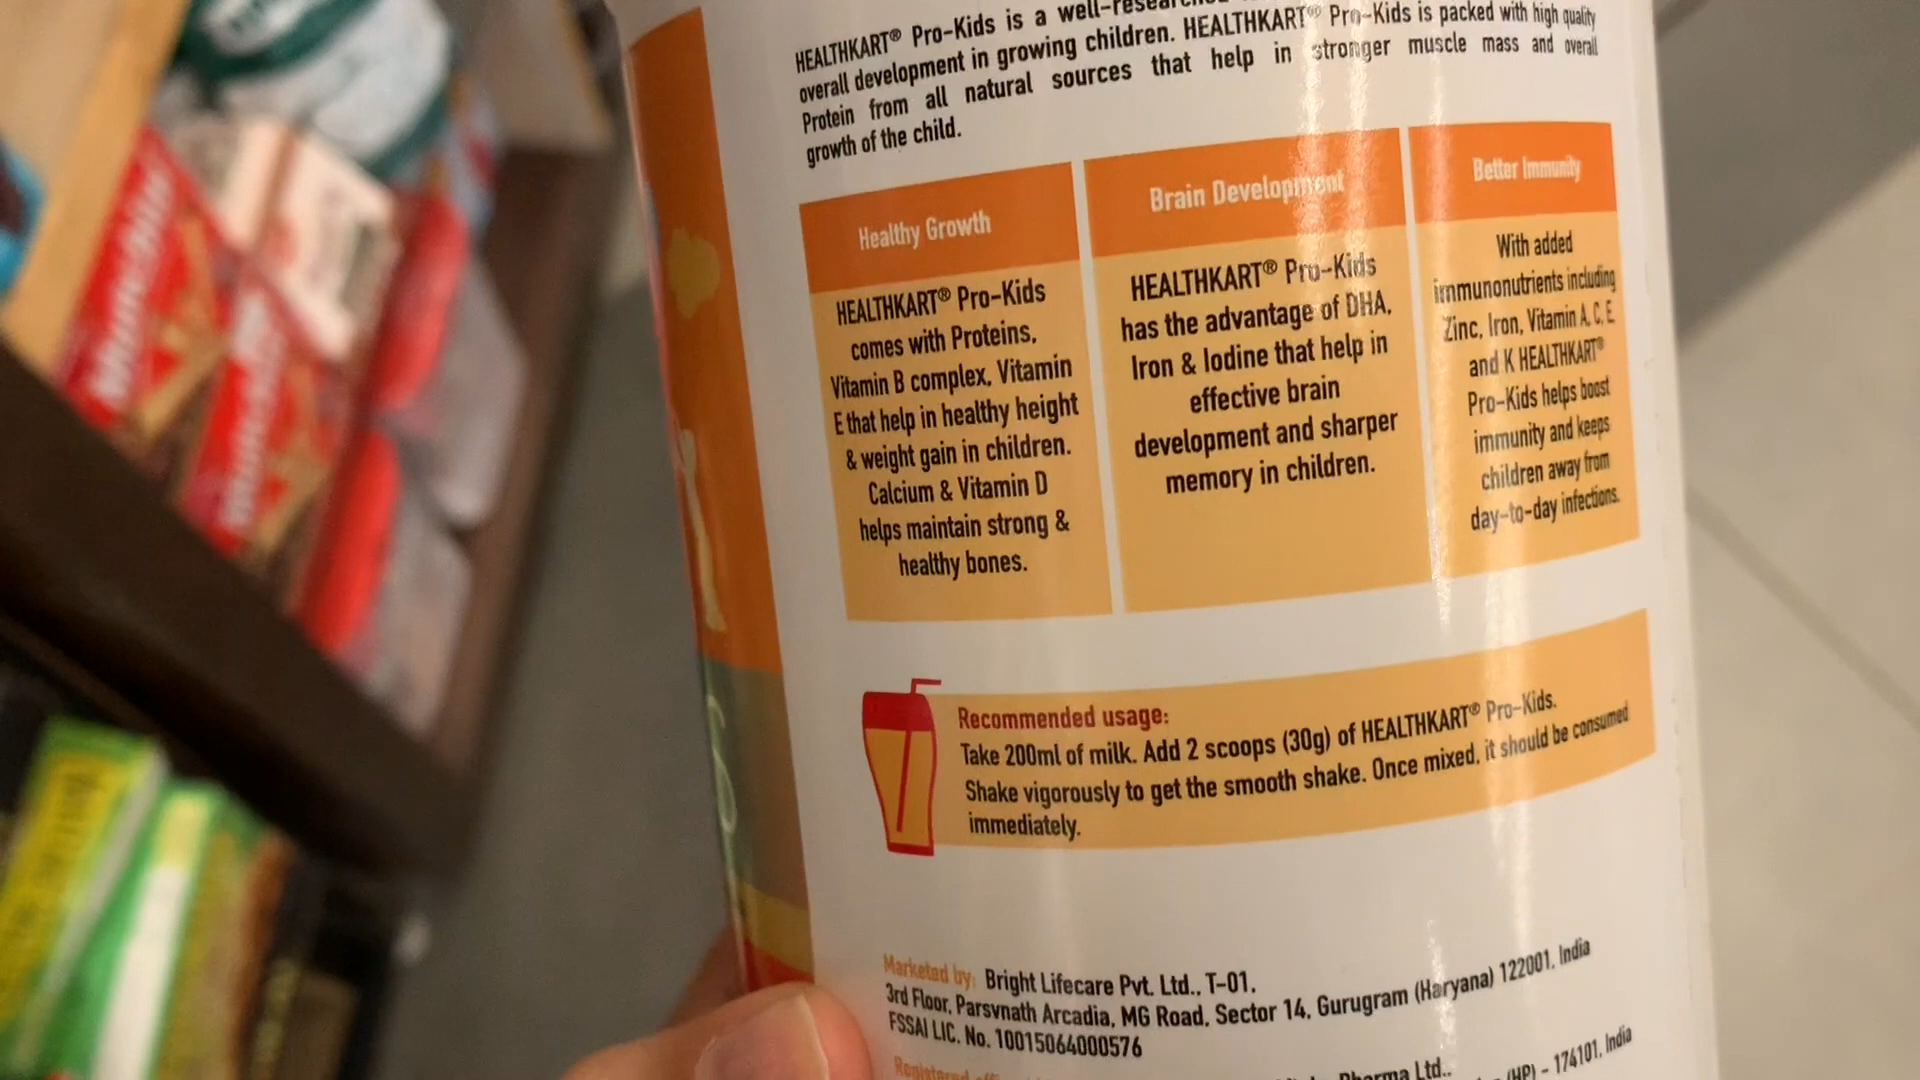 HEALTHKART® Pro-Kids is a well-researched
overall development in growing children. HEALTHKART® Pro-Kids is packed with high quality
Protein from all natural sources that help in stronger muscle mass and overall
growth of the child.
Healthy Growth
HEALTHKART® Pro-Kids
comes with Proteins,
Vitamin B complex, Vitamin
E that help in healthy height
& weight gain in children.
Calcium & Vitamin D
helps maintain strong &
healthy bones.
Brain Development
HEALTHKART® Pro-Kids
has the advantage of DHA,
Iron & Iodine that help in
effective brain
development and sharper
memory in children.
Better Immunity
With added
immunonutrients including
Zinc, Iron, Vitamin A, C, E
and K HEALTHKART®
Pro-Kids helps boost
immunity and keeps
children away from
day-to-day infections.
Recommended usage:
Take 200ml of milk. Add 2 scoops (30g) of HEALTHKART® Pro-Kids.
Shake vigorously to get the smooth shake. Once mixed, it should be consumed
immediately.
Marketed by: Bright Lifecare Pvt. Ltd., T-01,
3rd Floor, Parsvnath Arcadia, MG Road, Sector 14, Gurugram (Haryana) 122001, India
FSSAI LIC. No. 10015064000576
Registered
Pharma Ltd.,
(HP) - 174101, India